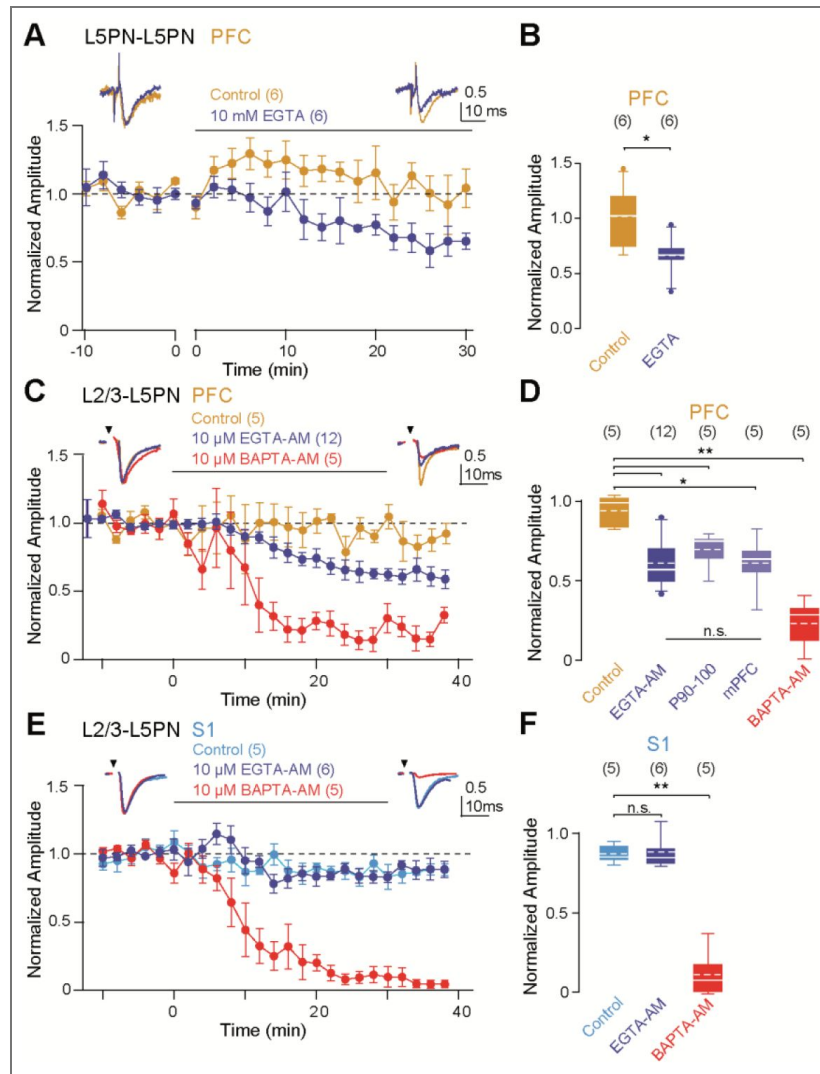 A L5PN-L5PN PFC
Control (6)
10 mM EGTA (6)
0.5
10 ms
Normalized Amplitude
1.5
1.0
0.5
0
-10 0 0 10 20 30
Time (min)
B
PFC
(6) (6)
*
Normalized Amplitude
1.5
1.0
0.5
0.0
Control EGTA
C L2/3-L5PN PFC
Control (5)
10 µM EGTA-AM (12)
10 µM BAPTA-AM (5)
0.5
10ms
Normalized Amplitude
1.5
1.0
0.5
0
0 20 40
Time (min)
D
PFC
(5) (12) (5) (5) (5)
**
*
n.s.
Normalized Amplitude
1.0
0.5
0
Control EGTA-AM P90-100 mPFC BAPTA-AM
E L2/3-L5PN S1
Control (5)
10 µM EGTA-AM (6)
10 µM BAPTA-AM (5)
0.5
10ms
Normalized Amplitude
1.5
1.0
0.5
0
0 20 40
Time (min)
F
S1
(5) (6) (5)
**
n.s.
Normalized Amplitude
1.0
0.5
0
Control EGTA-AM BAPTA-AM